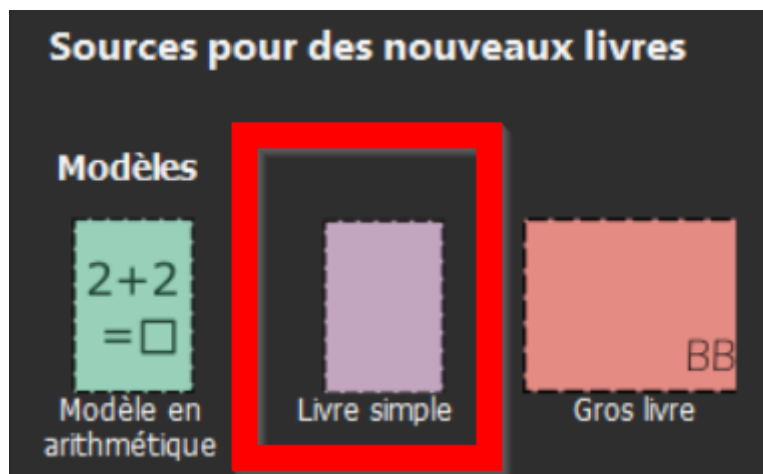 Sources pour des nouveaux livres
Modèles
2+2
=□
BB
Modèle en
arithmétique
Livre simple
Gros livre